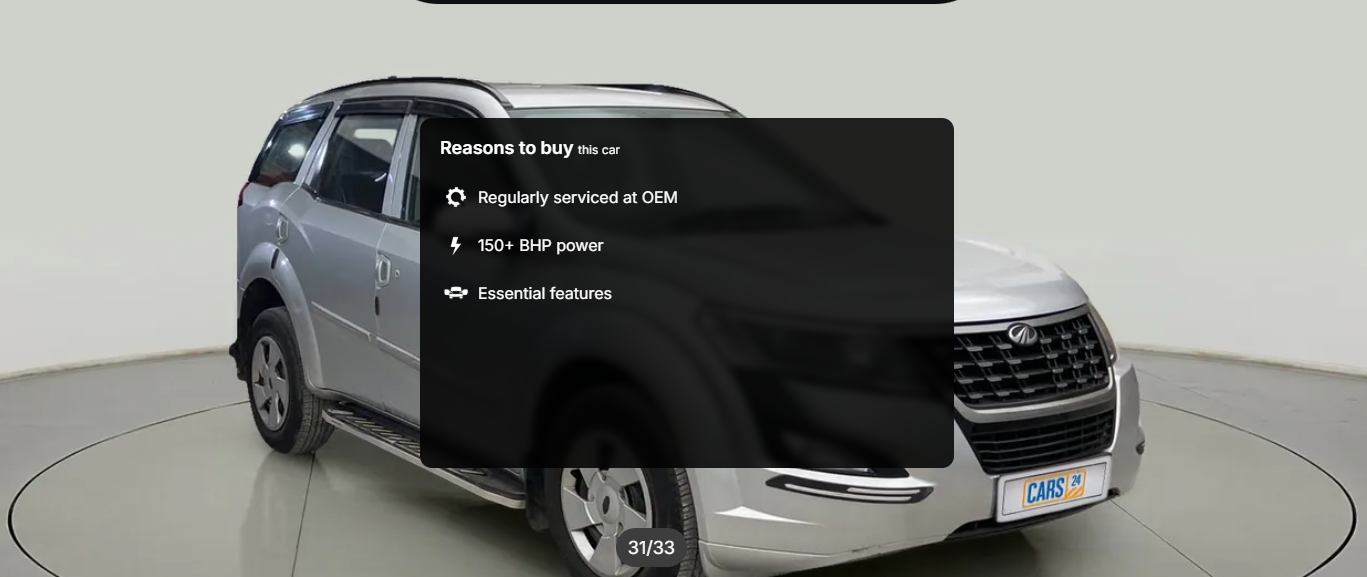 Reasons to buy this car
Regularly serviced at OEM
150+ BHP power
Essential features
CARS 24
31/33